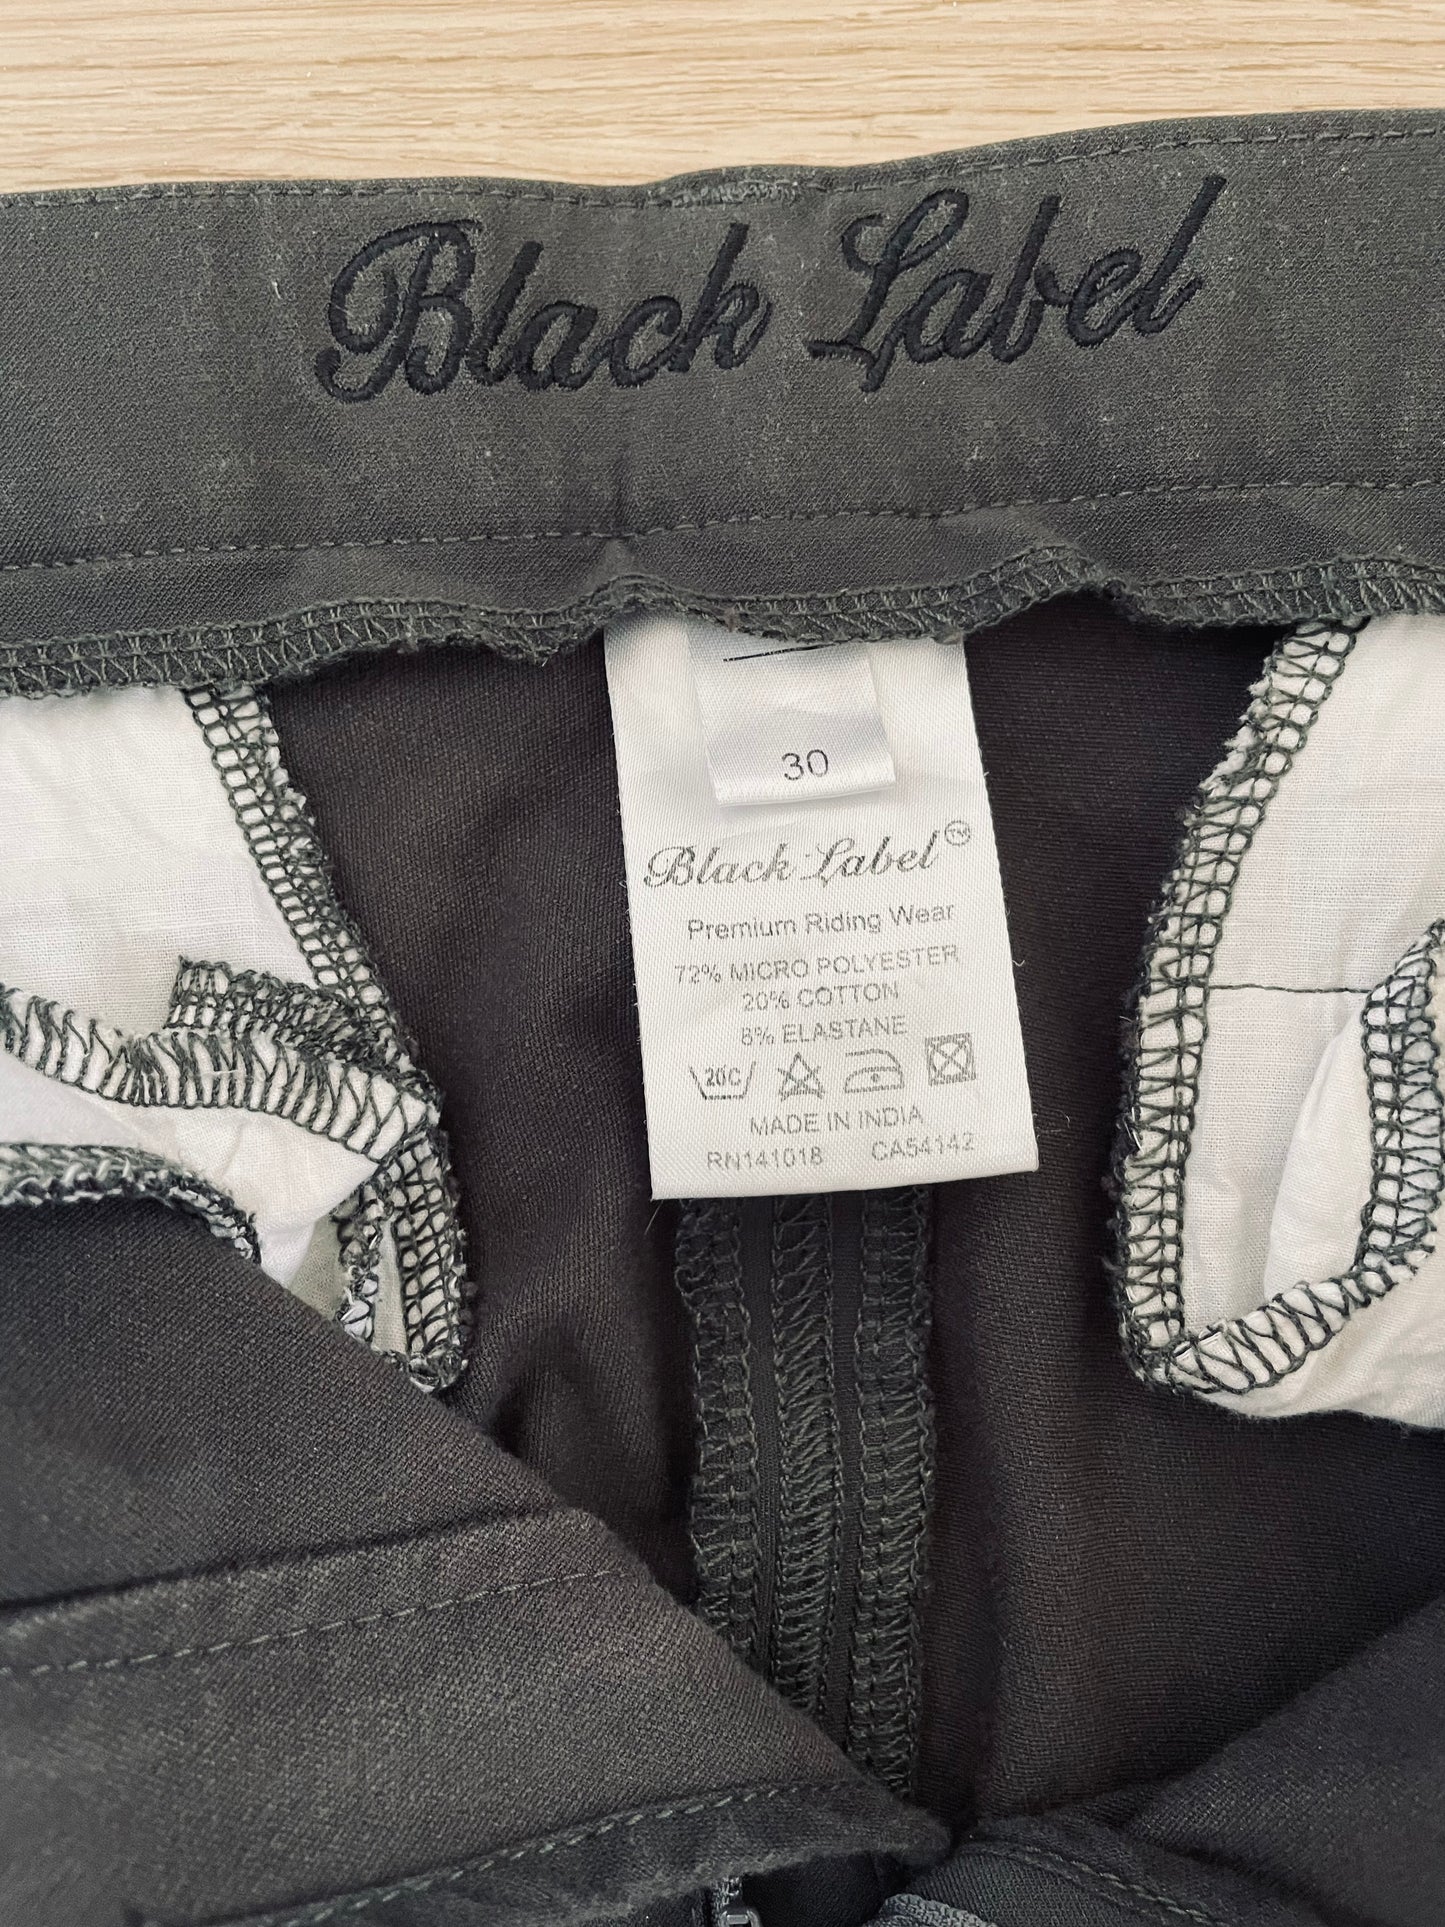 Black Label
30
Black Label™
Premium Riding Wear
72% MICRO POLYESTER
20% COTTON
8% ELASTANE
20C
MADE IN INDIA
RN141018 CA54142